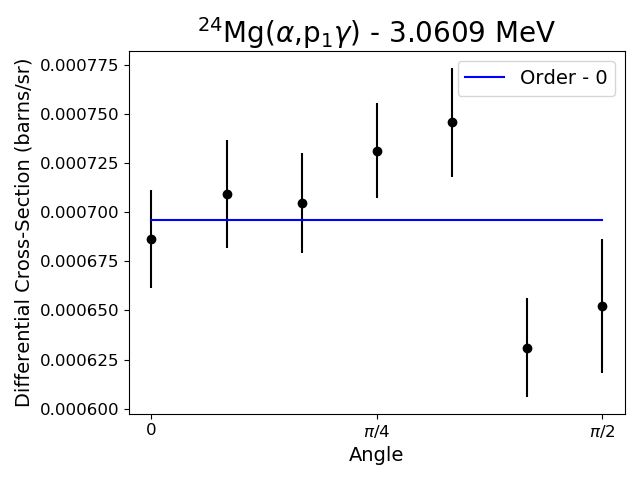 ²⁴Mg(α,p₁γ) - 3.0609 MeV
Order - 0
Differential Cross-Section (barns/sr)
0.000775
0.000750
0.000725
0.000700
0.000675
0.000650
0.000625
0.000600
0
π/4
π/2
Angle